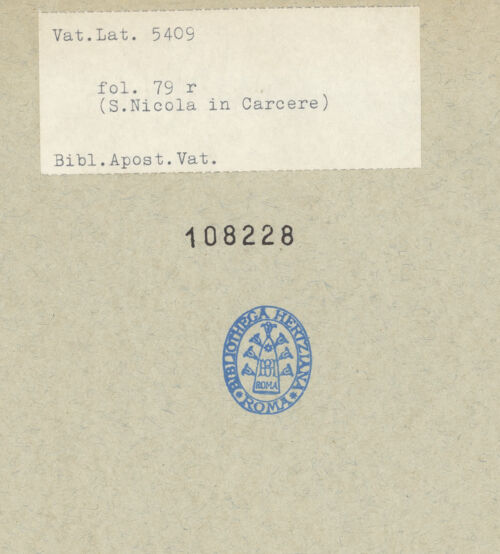 Vat.Lat. 5409
fol. 79 r
(S.Nicola in Carcere)
Bibl.Apost.Vat.
108228
BIBLIOTHECA HERTZIANA
ROMA
ROMA